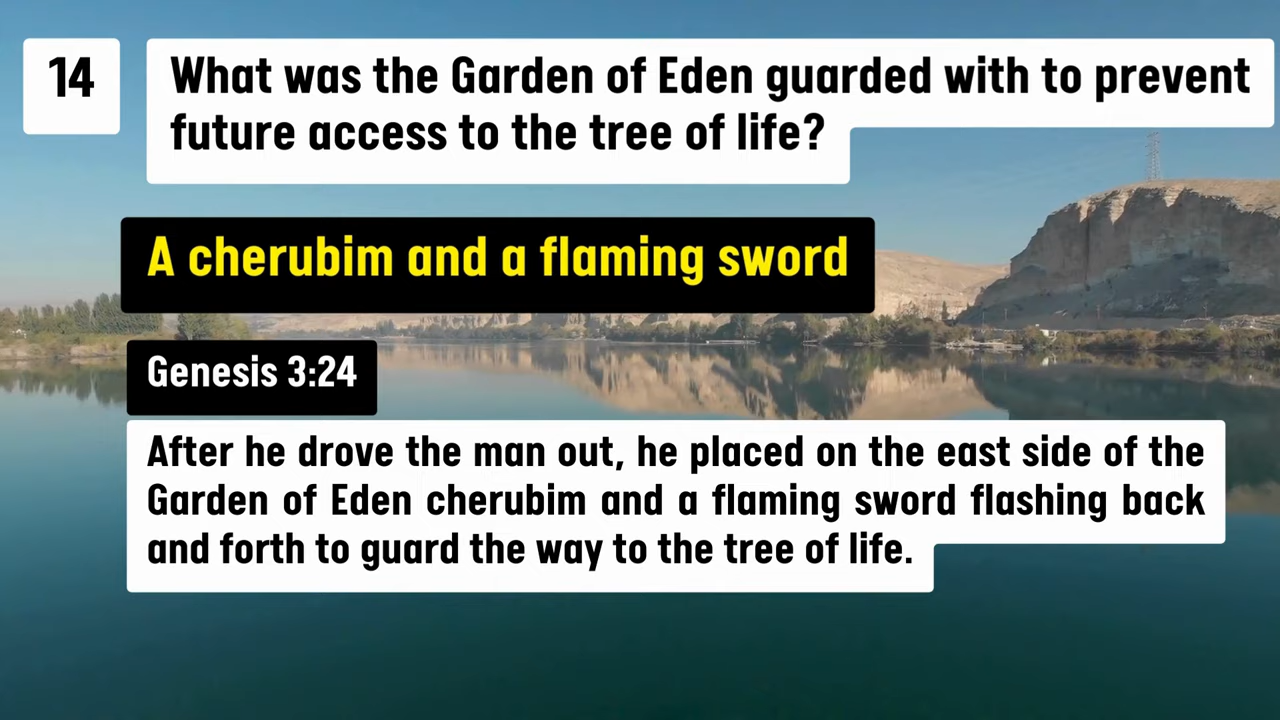 14
What was the Garden of Eden guarded with to prevent
future access to the tree of life?
A cherubim and a flaming sword
Genesis 3:24
After he drove the man out, he placed on the east side of the
Garden of Eden cherubim and a flaming sword flashing back
and forth to guard the way to the tree of life.